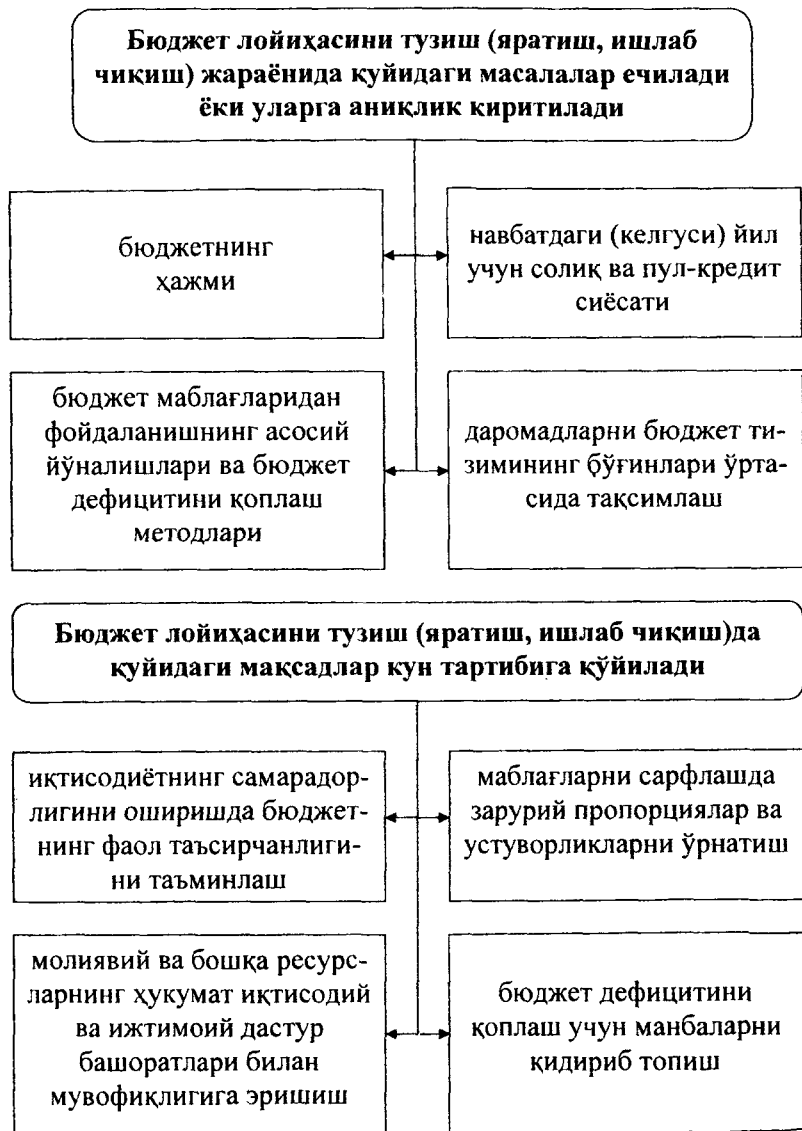 Бюджет лойиҳасини тузиш (яратиш, ишлаб
чиқиш) жараёнида қуйидаги масалалар ечилади
ёки уларга аниқлик киритилади
бюджетнинг
ҳажми
навбатдаги (келгуси) йил
учун солиқ ва пул-кредит
сиёсати
бюджет маблағларидан
фойдаланишнинг асосий
йўналишлари ва бюджет
дефицитини қоплаш
методлари
даромадларни бюджет ти-
зимининг бўғинлари ўрта-
сида тақсимлаш
Бюджет лойиҳасини тузиш (яратиш, ишлаб чиқиш)да
қуйидаги мақсадлар кун тартибига қўйилади
иқтисодиётнинг самарадор-
лигини оширишда бюджет-
нинг фаол таъсирчанлиги-
ни таъминлаш
маблағларни сарфлашда
зарурий пропорциялар ва
устуворликларни ўрнатиш
молиявий ва бошқа ресурс-
ларнинг ҳукумат иқтисодий
ва ижтимоий дастур
башоратлари билан
мувофиқлигига эришиш
бюджет дефицитини
қоплаш учун манбаларни
қидириб топиш